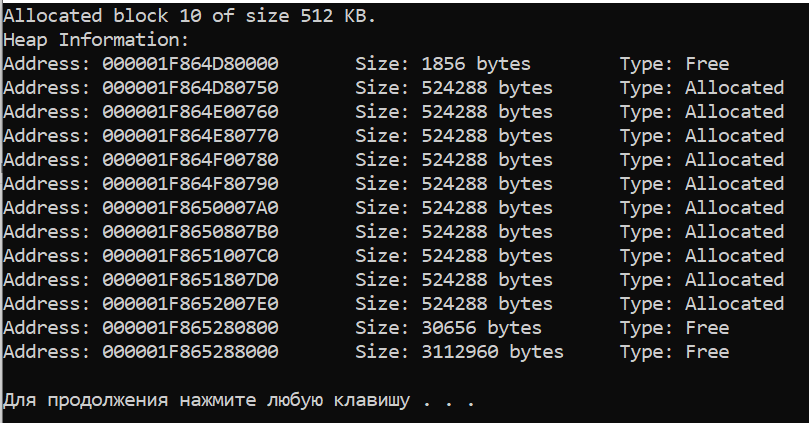 Allocated block 10 of size 512 KB.
Heap Information:
Address: 000001F864D80000 Size: 1856 bytes Type: Free
Address: 000001F864D80750 Size: 524288 bytes Type: Allocated
Address: 000001F864E00760 Size: 524288 bytes Type: Allocated
Address: 000001F864E80770 Size: 524288 bytes Type: Allocated
Address: 000001F864F00780 Size: 524288 bytes Type: Allocated
Address: 000001F864F80790 Size: 524288 bytes Type: Allocated
Address: 000001F8650007A0 Size: 524288 bytes Type: Allocated
Address: 000001F8650807B0 Size: 524288 bytes Type: Allocated
Address: 000001F8651007C0 Size: 524288 bytes Type: Allocated
Address: 000001F8651807D0 Size: 524288 bytes Type: Allocated
Address: 000001F8652007E0 Size: 524288 bytes Type: Allocated
Address: 000001F865280800 Size: 30656 bytes Type: Free
Address: 000001F865288000 Size: 3112960 bytes Type: Free
Для продолжения нажмите любую клавишу . . .